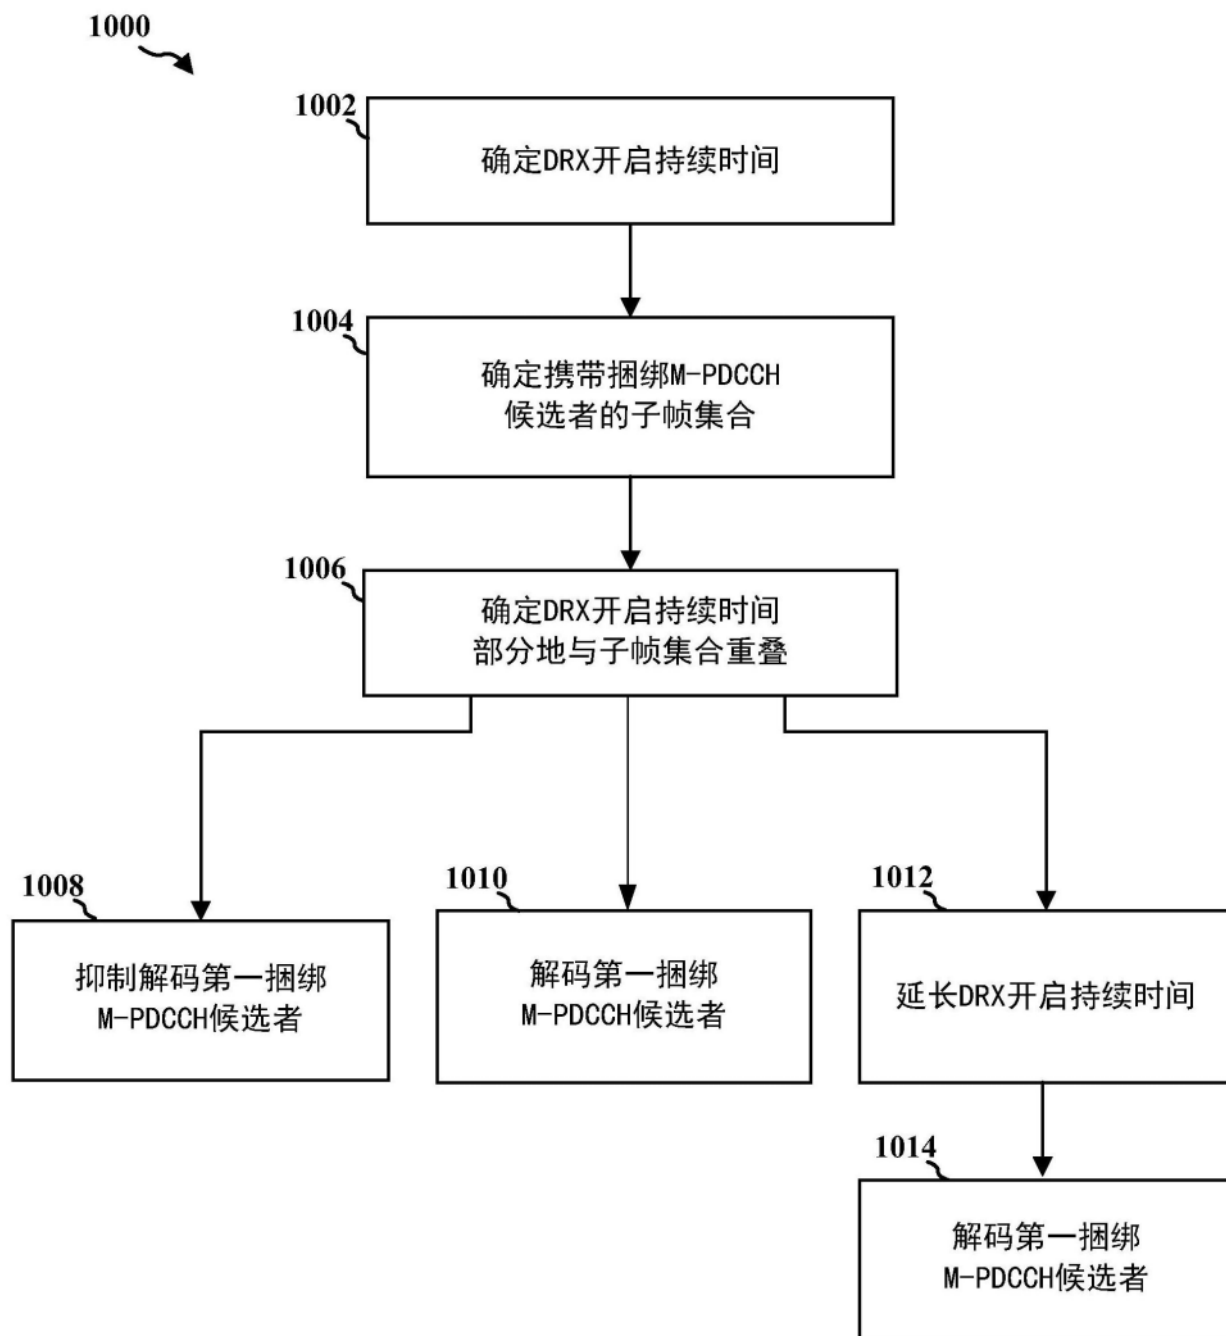 1000
1002
确定DRX开启持续时间
1004
确定携带捆绑M-PDCCH
候选者的子帧集合
1006
确定DRX开启持续时间
部分地与子帧集合重叠
1008
抑制解码第一捆绑
M-PDCCH候选者
1010
解码第一捆绑
M-PDCCH候选者
1012
延长DRX开启持续时间
1014
解码第一捆绑
M-PDCCH候选者